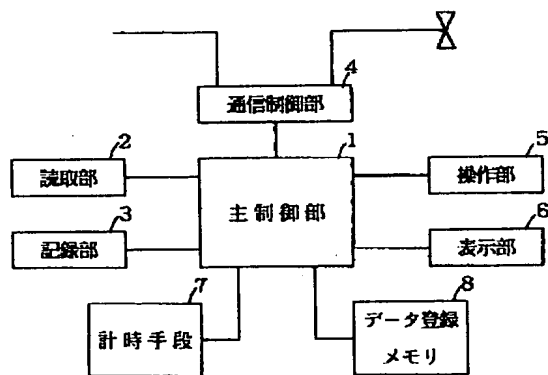 4
通信制御部
2
読取部
1
主制御部
5
操作部
3
記録部
6
表示部
7
計時手段
8
データ登録
メモリ